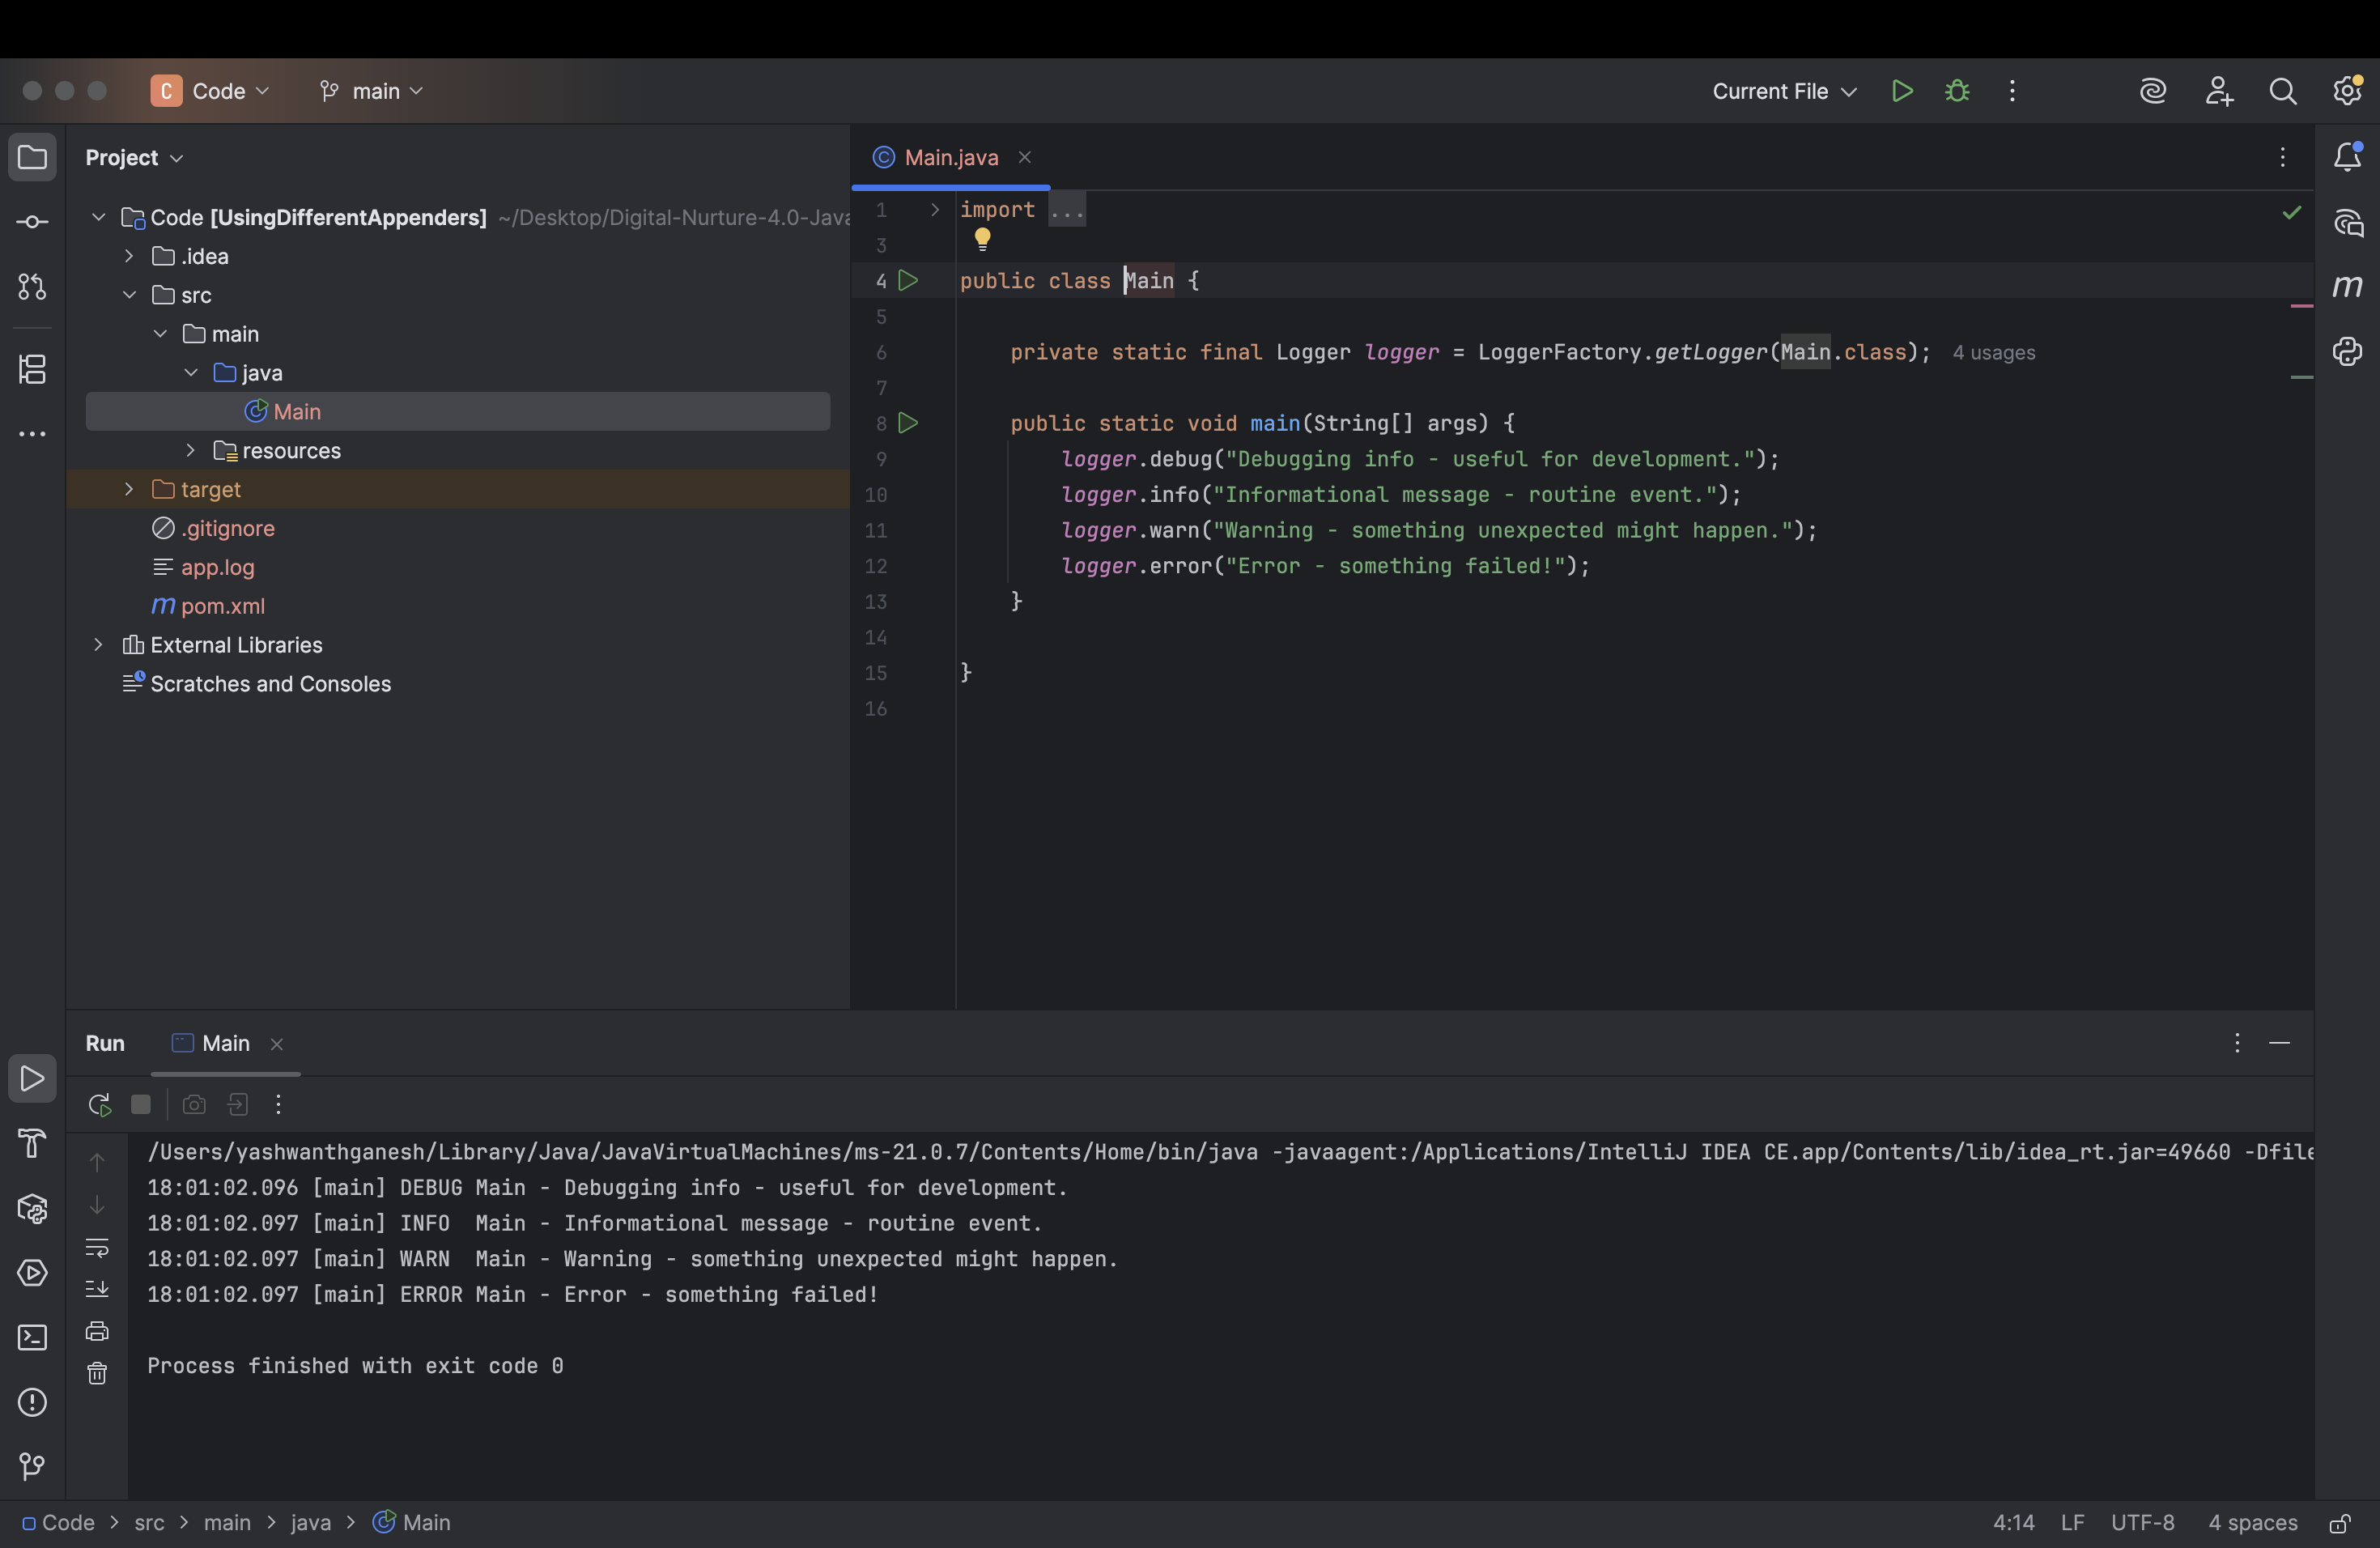 C Code main Current File
Project
Code [UsingDifferentAppenders] ~/Desktop/Digital-Nurture-4.0-Java
.idea
src
main
java
Main
resources
target
.gitignore
app.log
m pom.xml
External Libraries
Scratches and Consoles
Main.java
1 import ...
3
4 public class Main {
5
6 private static final Logger logger = LoggerFactory.getLogger(Main.class); 4 usages
7
8 public static void main(String[] args) {
9 logger.debug("Debugging info - useful for development.");
10 logger.info("Informational message - routine event.");
11 logger.warn("Warning - something unexpected might happen.");
12 logger.error("Error - something failed!");
13 }
14
15 }
16
m
Run Main
/Users/yashwanthganesh/Library/Java/JavaVirtualMachines/ms-21.0.7/Contents/Home/bin/java -javaagent:/Applications/IntelliJ IDEA CE.app/Contents/lib/idea_rt.jar=49660 -Dfile
18:01:02.096 [main] DEBUG Main - Debugging info - useful for development.
18:01:02.097 [main] INFO  Main - Informational message - routine event.
18:01:02.097 [main] WARN  Main - Warning - something unexpected might happen.
18:01:02.097 [main] ERROR Main - Error - something failed!
Process finished with exit code 0
Code > src > main > java > Main 4:14 LF UTF-8 4 spaces